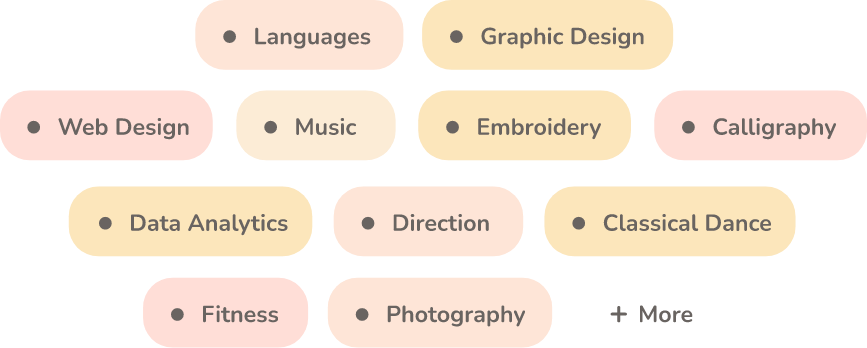 ● Languages ● Graphic Design
● Web Design ● Music ● Embroidery ● Calligraphy
● Data Analytics ● Direction ● Classical Dance
● Fitness ● Photography + More